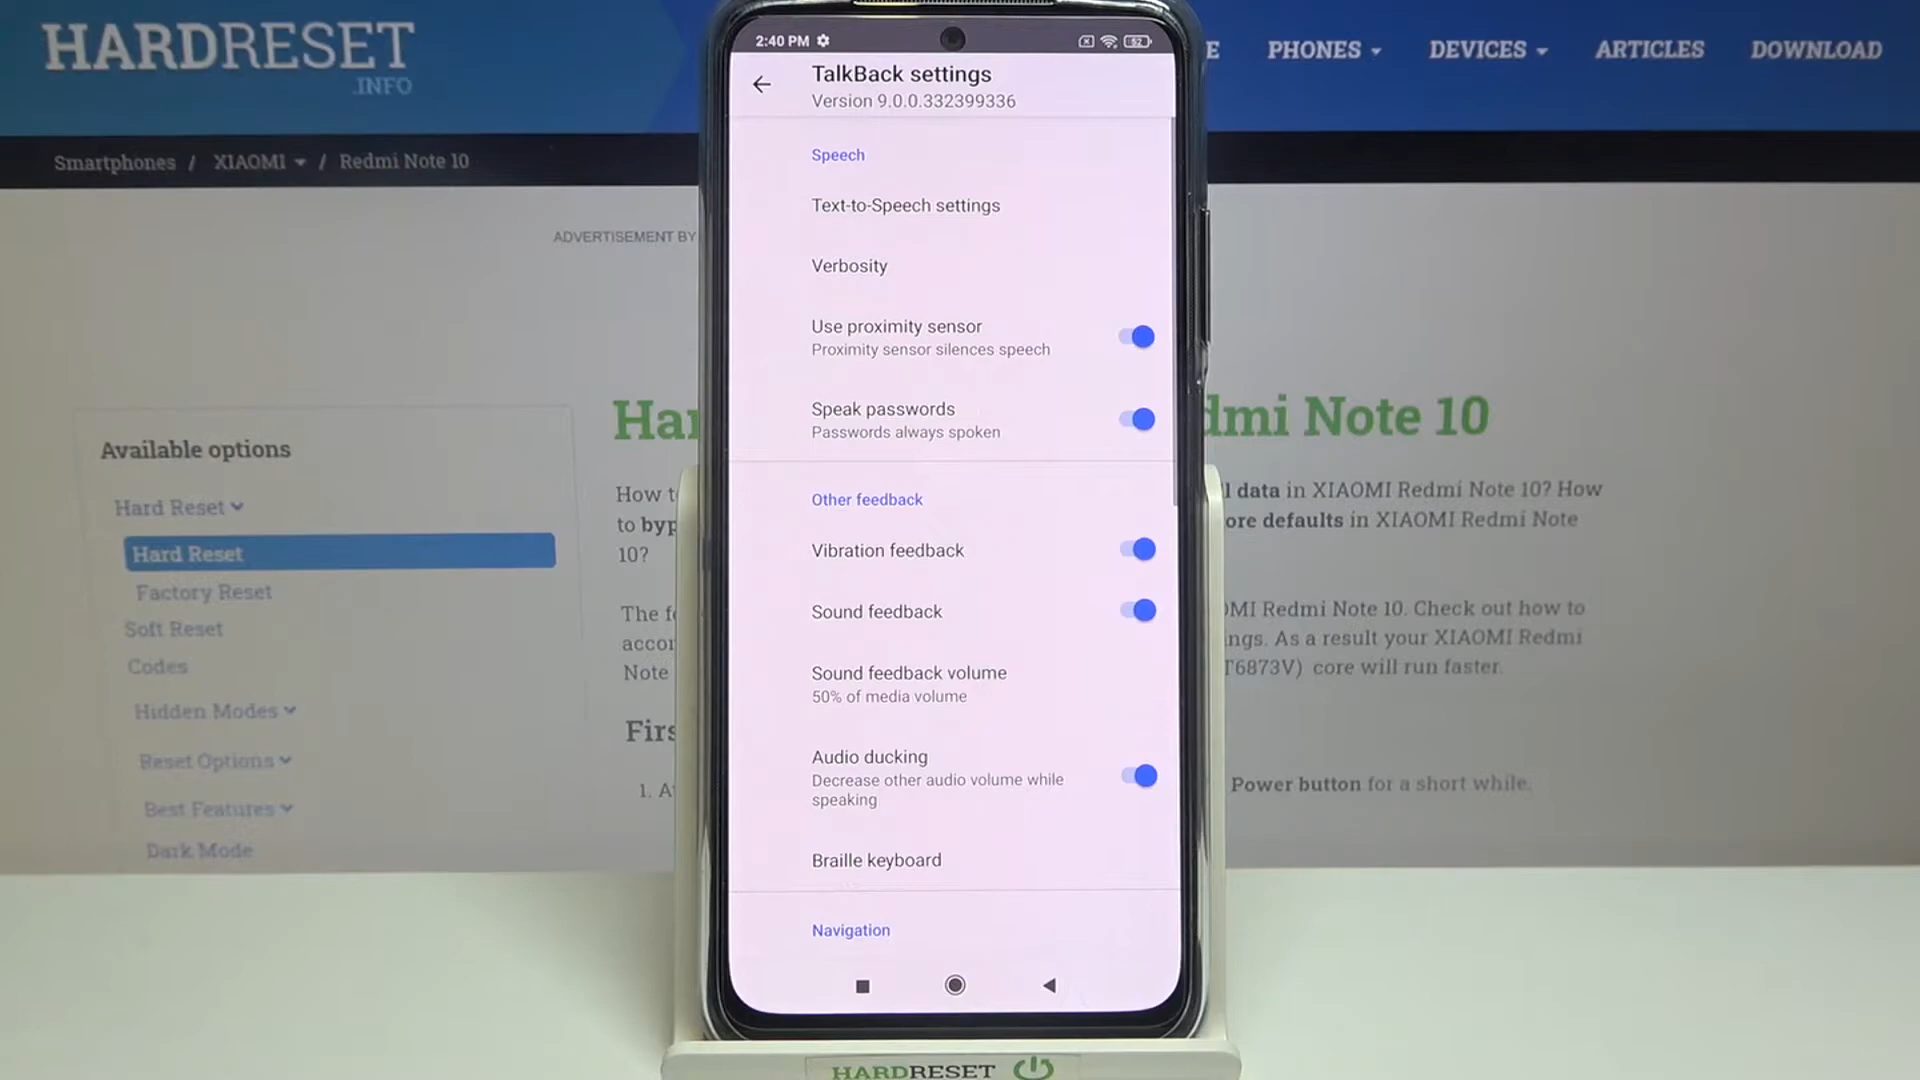 HARDRESET
.INFO
PHONES
DEVICES
ARTICLES
DOWNLOAD
Smartphones / XIAOMI / Redmi Note 10
ADVERTISEMENT BY
Available options
Hard Reset
Hard Reset
Factory Reset
Soft Reset
Codes
Hidden Modes
Reset Options
Best Features
Dark Mode
2:40 PM
52
TalkBack settings
Version 9.0.0.332399336
Speech
Text-to-Speech settings
Verbosity
Use proximity sensor
Proximity sensor silences speech
Speak passwords
Passwords always spoken
Other feedback
Vibration feedback
Sound feedback
Sound feedback volume
50% of media volume
Audio ducking
Decrease other audio volume while
speaking
Braille keyboard
Navigation
Note 10
data in XIAOMI Redmi Note 10? How
defaults in XIAOMI Redmi Note
10?
Redmi Note 10. Check out how to
As a result your XIAOMI Redmi
Note
core will run faster.
1.
Power button for a short while.
HARDRESET